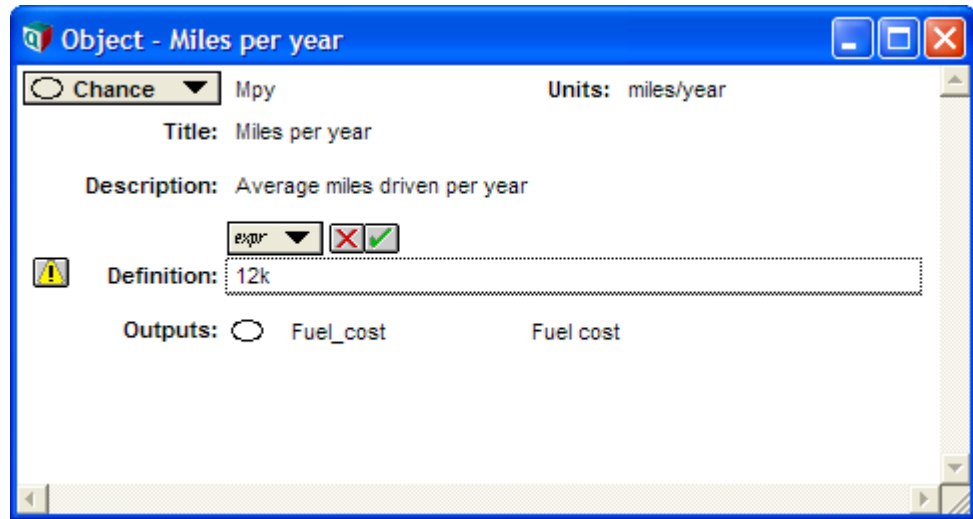 Object - Miles per year
Chance Mpy Units: miles/year
Title: Miles per year
Description: Average miles driven per year
expr
Definition: 12k
Outputs: Fuel_cost Fuel cost